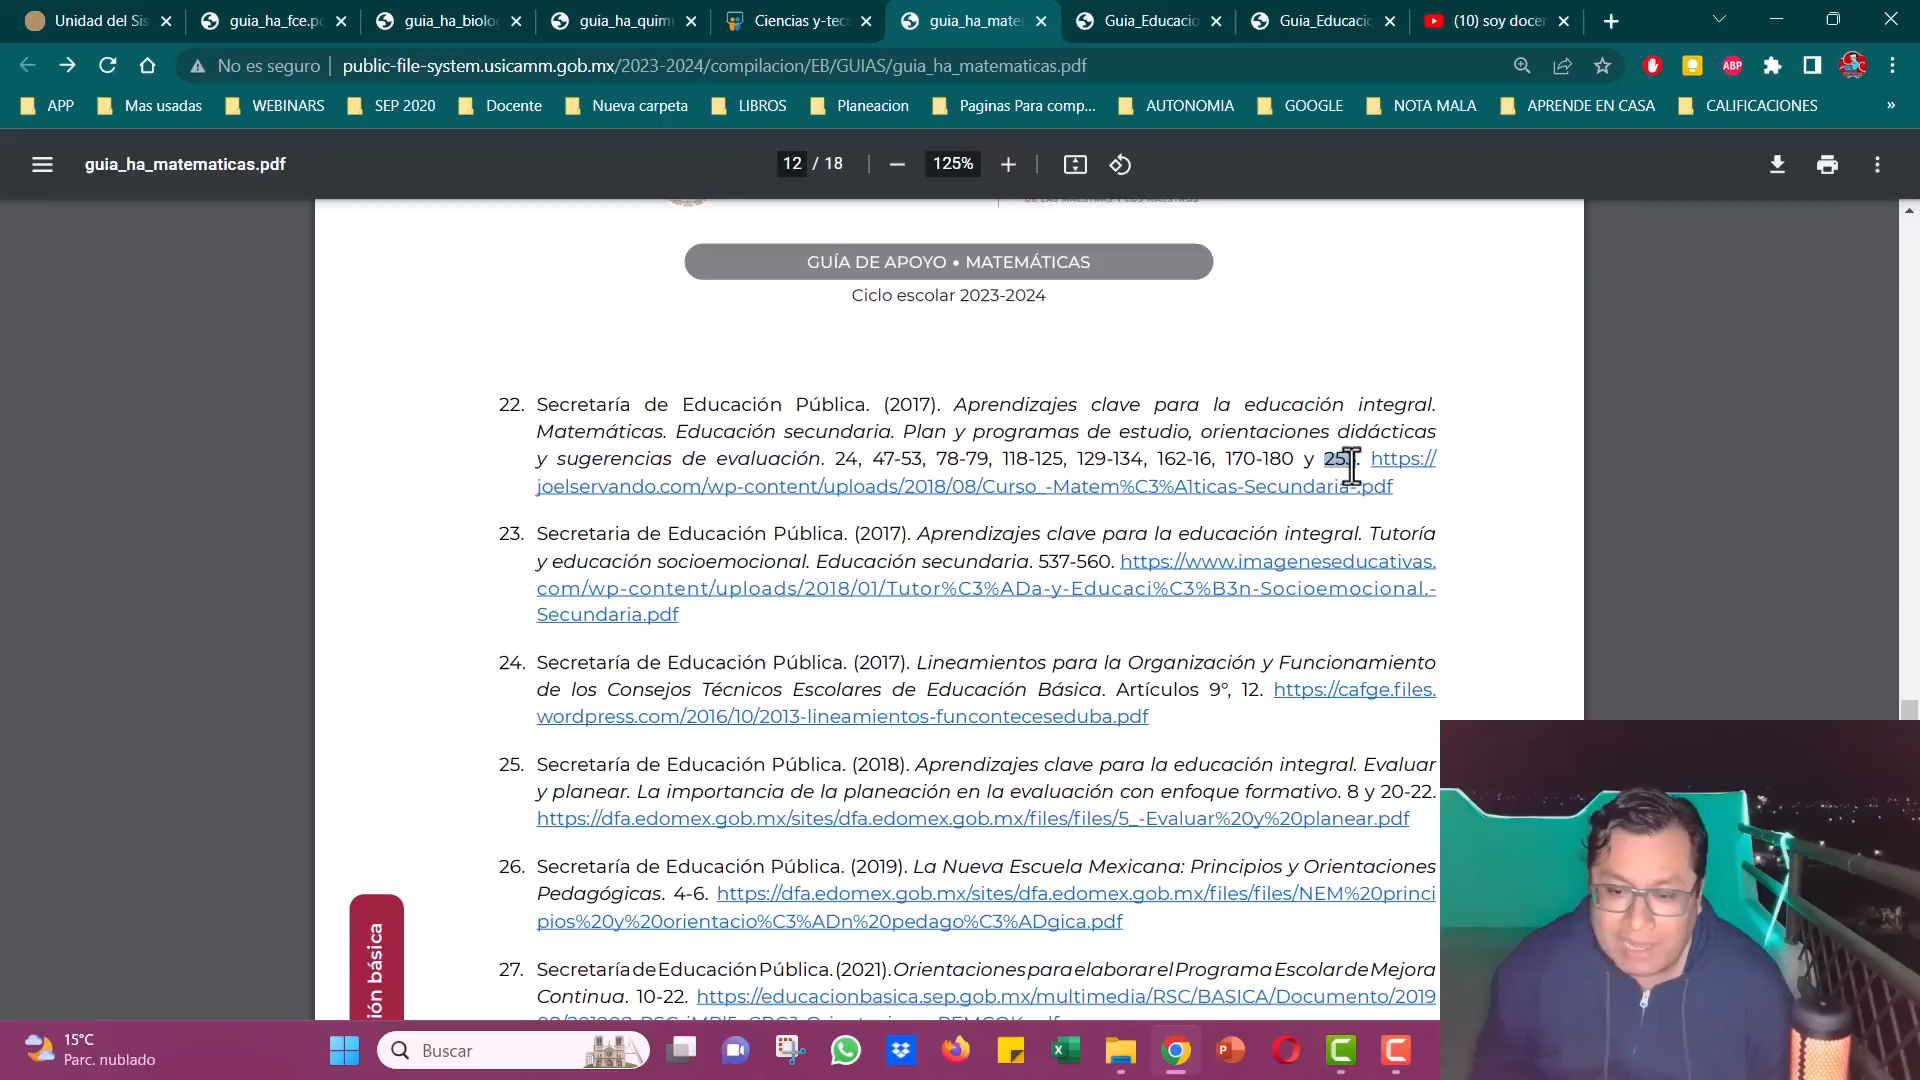 Unidad del Sis
guia_ha_fce.p
guia_ha_biolo
guia_ha_quim
Ciencias y-tec
guia_ha_mate
Guia_Educaci
Guia_Educaci
(10) soy docen
No es seguro
public-file-system.usicamm.gob.mx/2023-2024/compilacion/EB/GUIAS/guia_ha_matematicas.pdf
ABP
APP
Mas usadas
WEBINARS
SEP 2020
Docente
Nueva carpeta
LIBROS
Planeacion
Paginas Para comp...
AUTONOMIA
GOOGLE
NOTA MALA
APRENDE EN CASA
CALIFICACIONES
»
guia_ha_matematicas.pdf
12 / 18
125%
DE LAS MAESTRAS Y LOS MAESTROS
GUÍA DE APOYO • MATEMÁTICAS
Ciclo escolar 2023-2024
22. Secretaría de Educación Pública. (2017). Aprendizajes clave para la educación integral.
Matemáticas. Educación secundaria. Plan y programas de estudio, orientaciones didácticas
y sugerencias de evaluación. 24, 47-53, 78-79, 118-125, 129-134, 162-16, 170-180 y https://
joelservando.com/wp-content/uploads/2018/08/Curso_-Matem%C3%A1ticas-Secundaria-.pdf
23. Secretaria de Educación Pública. (2017). Aprendizajes clave para la educación integral. Tutoría
y educación socioemocional. Educación secundaria. 537-560. https://www.imageneseducativas.
com/wp-content/uploads/2018/01/Tutor%C3%ADa-y-Educaci%C3%B3n-Socioemocional.-
Secundaria.pdf
24. Secretaría de Educación Pública. (2017). Lineamientos para la Organización y Funcionamiento
de los Consejos Técnicos Escolares de Educación Básica. Artículos 9°, 12. https://cafge.files.
wordpress.com/2016/10/2013-lineamientos-funconteceseduba.pdf
25. Secretaría de Educación Pública. (2018). Aprendizajes clave para la educación integral. Evaluar
y planear. La importancia de la planeación en la evaluación con enfoque formativo. 8 y 20-22.
https://dfa.edomex.gob.mx/sites/dfa.edomex.gob.mx/files/files/5_-Evaluar%20y%20planear.pdf
26. Secretaría de Educación Pública. (2019). La Nueva Escuela Mexicana: Principios y Orientaciones
Pedagógicas. 4-6. https://dfa.edomex.gob.mx/sites/dfa.edomex.gob.mx/files/files/NEM%20princi
pios%20y%20orientacio%C3%ADn%20pedago%C3%ADgica.pdf
27. Secretaría de Educación Pública. (2021). Orientaciones para elaborar el Programa Escolar de Mejora
Continua. 10-22. https://educacionbasica.sep.gob.mx/multimedia/RSC/BASICA/Documento/2019
ión básica
15°C
Parc. nublado
Buscar